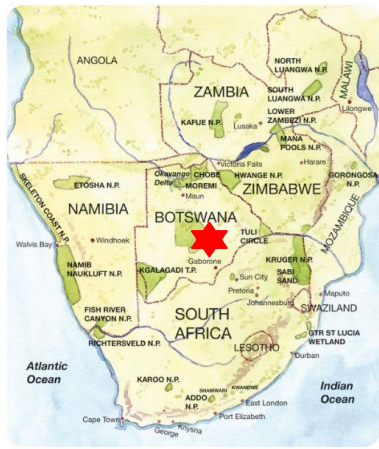 ANGOLA
NORTH
LUANGWA N.P.
MALAWI
ZAMBIA
SOUTH
LUANGWA N.P.
Lilongwe
LOWER
ZAMBEZI N.P.
KAFUE N.P.
Lusaka
MANA
POOLS N.P.
Victoria Falls
Harare
Okavango
Delta
CHOBE
MOREMI
HWANGE N.P.
GORONGOSA
N.P.
ETOSHA N.P.
Maun
ZIMBABWE
SKELETON COAST N.P.
NAMIBIA
BOTSWANA
MOZAMBIQUE
Walvis Bay
Windhoek
TULI
CIRCLE
Gaborone
KRUGER N.P.
NAMIB
NAUKLUFT N.P.
KGALAGADI T.P.
Sun City
SABI
SAND
Pretoria
Maputo
Johannesburg
SWAZILAND
FISH RIVER
CANYON N.P.
SOUTH
AFRICA
RICHTERSVELD N.P.
GTR ST LUCIA
WETLAND
LESOTHO
Durban
Atlantic
Ocean
KAROO N.P.
SHAMWARI
KWANDWE
Indian
Ocean
ADDO
N.P.
East London
Port Elizabeth
Cape Town
George
Knysna